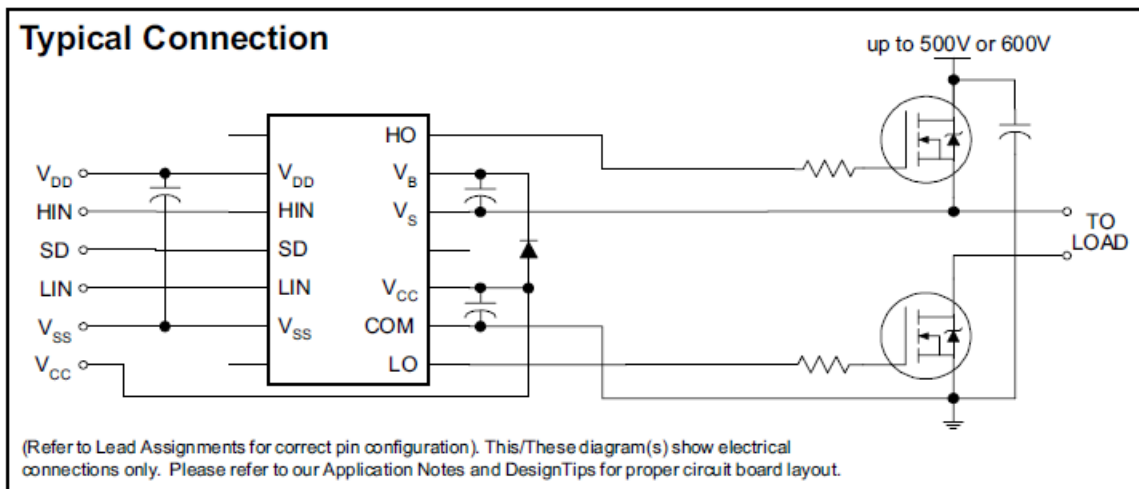 Typical Connection
up to 500V or 600V
HO
VDD
VDD
VB
HIN
HIN
VS
SD
SD
TO
LOAD
LIN
LIN
VCC
VSS
VSS
COM
VCC
LO
(Refer to Lead Assignments for correct pin configuration). This/These diagram(s) show electrical
connections only. Please refer to our Application Notes and DesignTips for proper circuit board layout.